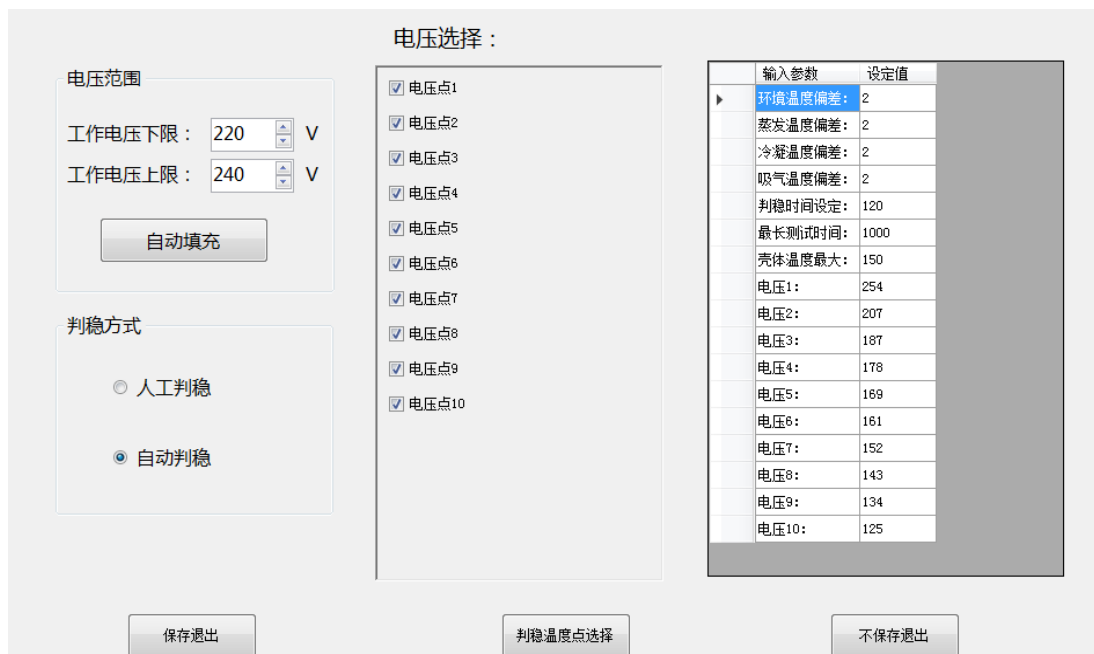 电压选择：
电压范围
工作电压下限： 220 V
工作电压上限： 240 V
自动填充
判稳方式
人工判稳
自动判稳
电压点1
电压点2
电压点3
电压点4
电压点5
电压点6
电压点7
电压点8
电压点9
电压点10
输入参数 设定值
环境温度偏差： 2
蒸发温度偏差： 2
冷凝温度偏差： 2
吸气温度偏差： 2
判稳时间设定： 120
最长测试时间： 1000
壳体温度最大： 150
电压1： 254
电压2： 207
电压3： 187
电压4： 178
电压5： 169
电压6： 161
电压7： 152
电压8： 143
电压9： 134
电压10： 125
保存退出 判稳温度点选择 不保存退出